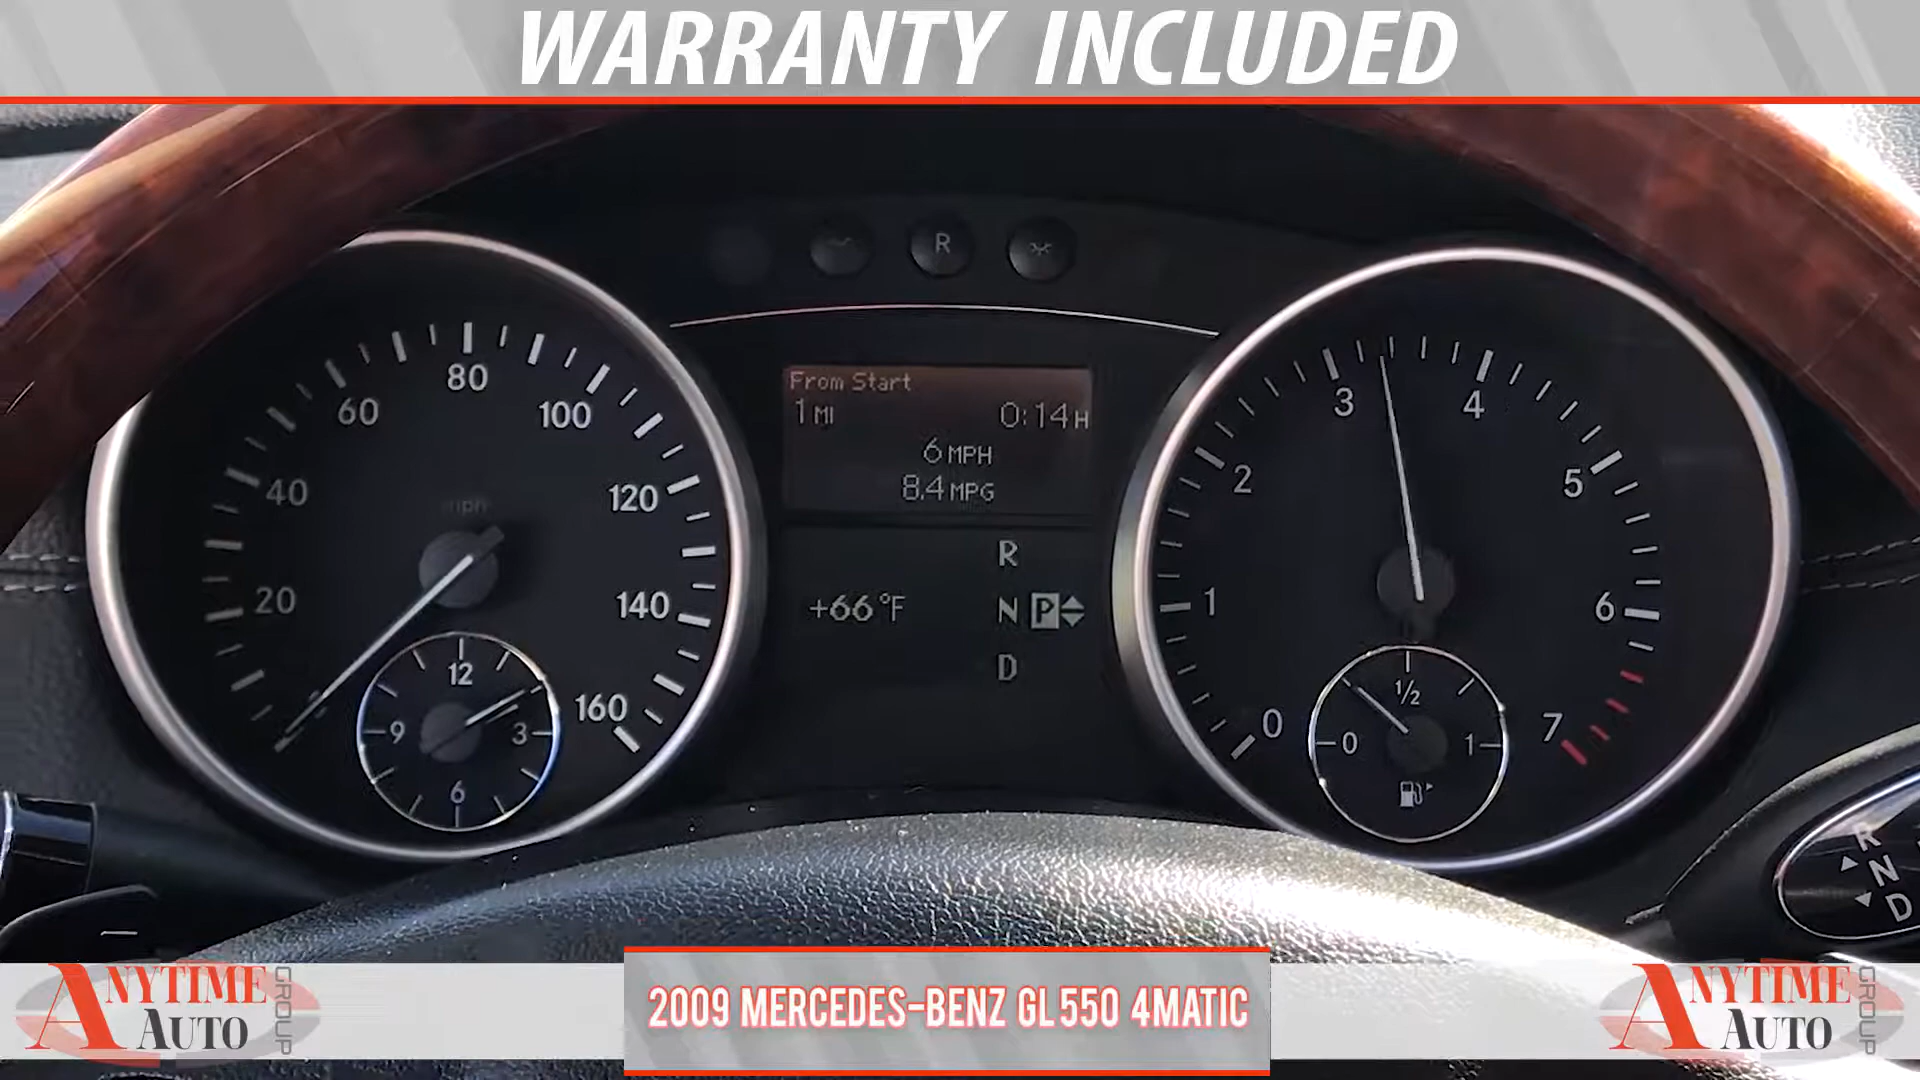 WARRANTY INCLUDED
R
From Start
1 MI 0:14 H
6 MPH
8.4 MPG
+66°F
R
N P
D
mph
20
40
60
80
100
120
140
160
12
3
6
9
0
1
2
3
4
5
6
7
0
1/2
1
R
N
D
ANYTIME
AUTO
GROUP
2009 MERCEDES-BENZ GL550 4MATIC
ANYTIME
AUTO
GROUP